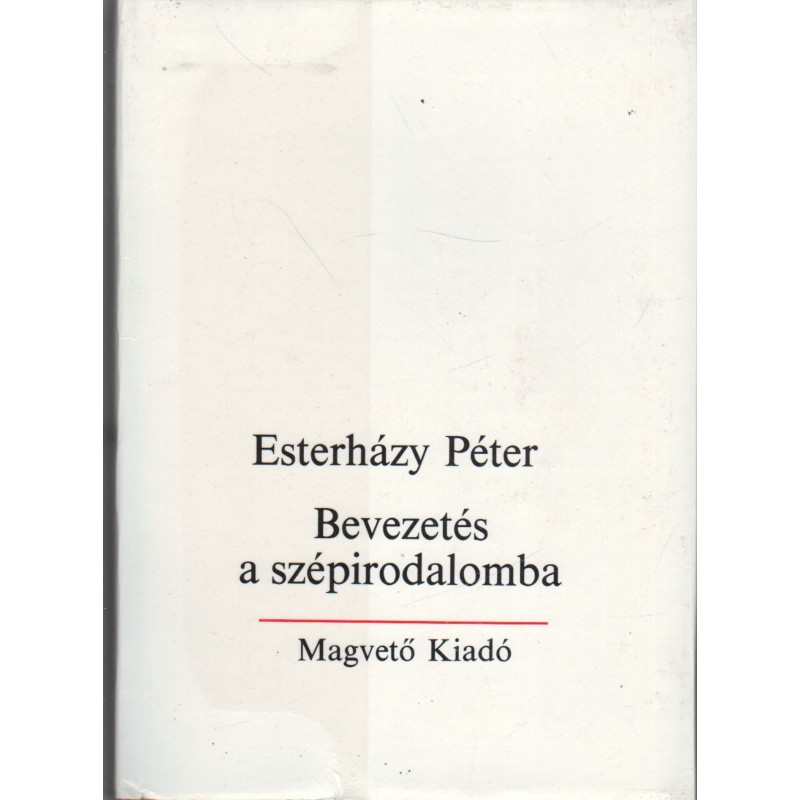 Esterházy Péter
Bevezetés
a szépirodalomba
Magvető Kiadó